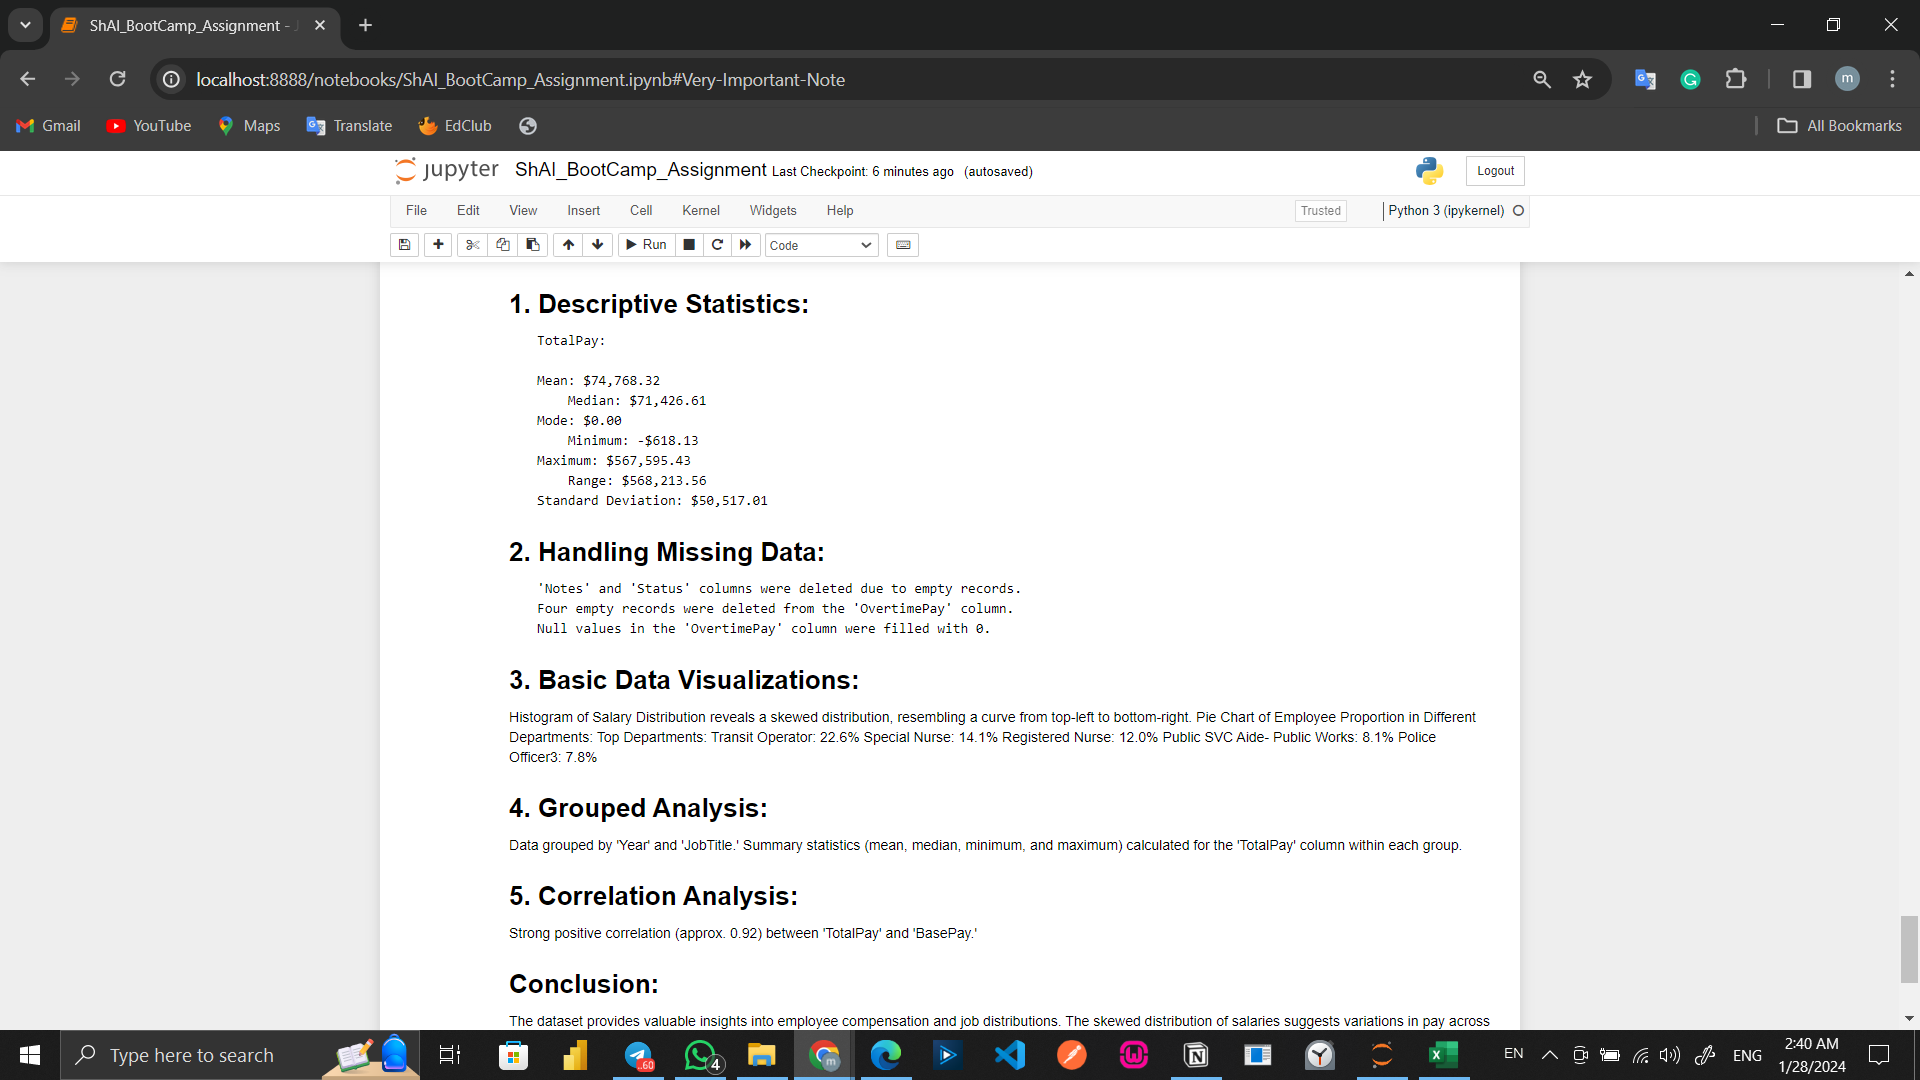 ShAI_BootCamp_Assignment - J
localhost:8888/notebooks/ShAI_BootCamp_Assignment.ipynb#Very-Important-Note
m
Gmail YouTube Maps Translate EdClub All Bookmarks
jupyter ShAI_BootCamp_Assignment Last Checkpoint: 6 minutes ago (autosaved) Logout
File Edit View Insert Cell Kernel Widgets Help Trusted Python 3 (ipykernel)
Run Code
1. Descriptive Statistics:
TotalPay:
Mean: $74,768.32
Median: $71,426.61
Mode: $0.00
Minimum: -$618.13
Maximum: $567,595.43
Range: $568,213.56
Standard Deviation: $50,517.01
2. Handling Missing Data:
'Notes' and 'Status' columns were deleted due to empty records.
Four empty records were deleted from the 'OvertimePay' column.
Null values in the 'OvertimePay' column were filled with 0.
3. Basic Data Visualizations:
Histogram of Salary Distribution reveals a skewed distribution, resembling a curve from top-left to bottom-right. Pie Chart of Employee Proportion in Different
Departments: Top Departments: Transit Operator: 22.6% Special Nurse: 14.1% Registered Nurse: 12.0% Public SVC Aide- Public Works: 8.1% Police
Officer3: 7.8%
4. Grouped Analysis:
Data grouped by 'Year' and 'JobTitle.' Summary statistics (mean, median, minimum, and maximum) calculated for the 'TotalPay' column within each group.
5. Correlation Analysis:
Strong positive correlation (approx. 0.92) between 'TotalPay' and 'BasePay.'
Conclusion:
The dataset provides valuable insights into employee compensation and job distributions. The skewed distribution of salaries suggests variations in pay across
Type here to search ..60 4 m EN ENG 2:40 AM
1/28/2024